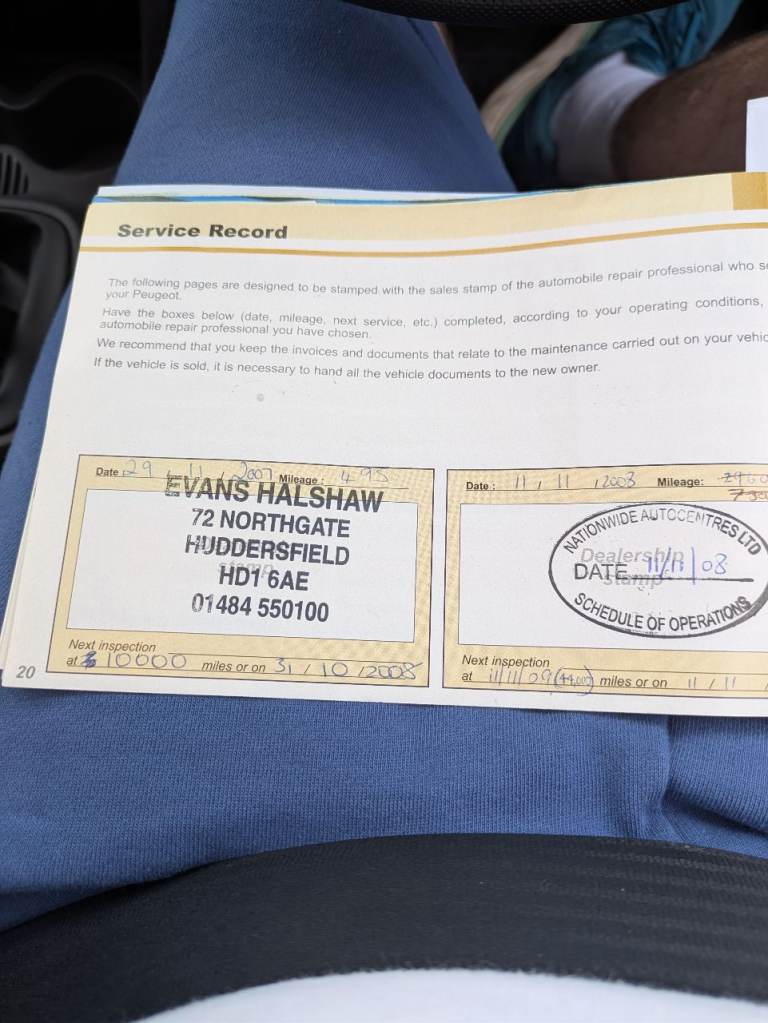 Service Record
The following pages are designed to be stamped with the sales stamp of the automobile repair professional who
your Peugeot.
Have the boxes below (date, mileage, next service, etc.) completed, according to your operating conditions,
automobile repair professional you have chosen.
We recommend that you keep the invoices and documents that relate to the maintenance carried out on your
If the vehicle is sold, it is necessary to hand all the vehicle documents to the new owner.
Date 29 / 11 / 2007 Mileage : 495
EVANS HALSHAW
72 NORTHGATE
HUDDERSFIELD
HD1 6AE
01484 550100
Next inspection
at 10000 miles or on 31 / 10 / 2008
20
Date : 11 / 11 / 2008 Mileage:
NATIONWIDE AUTOCENTRES LTD
Dealership
DATE 11/11/08
stamp
SCHEDULE OF OPERATIONS
Next inspection
at 11/11/09 (44,000) miles or on 11 / 11 /